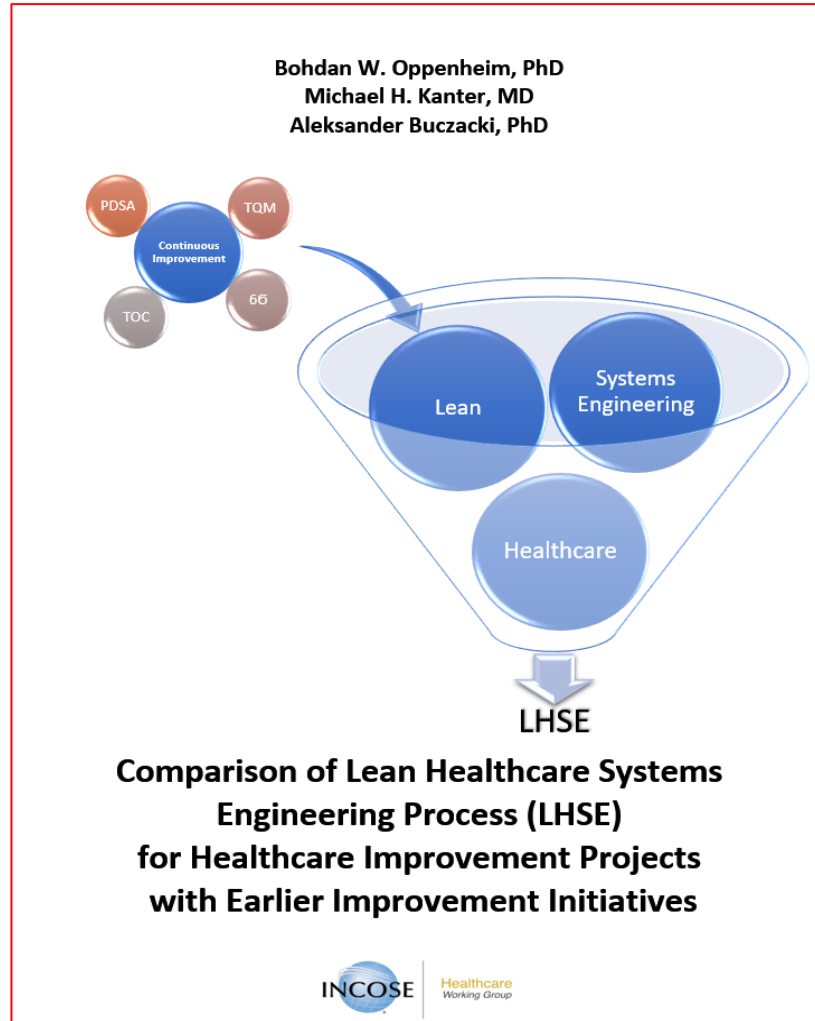 Bohdan W. Oppenheim, PhD
Michael H. Kanter, MD
Aleksander Buczacki, PhD
PDSA
TQM
Continuous
Improvement
TOC
6б
Lean
Systems
Engineering
Healthcare
LHSE
Comparison of Lean Healthcare Systems
Engineering Process (LHSE)
for Healthcare Improvement Projects
with Earlier Improvement Initiatives
INCOSE
Healthcare
Working Group